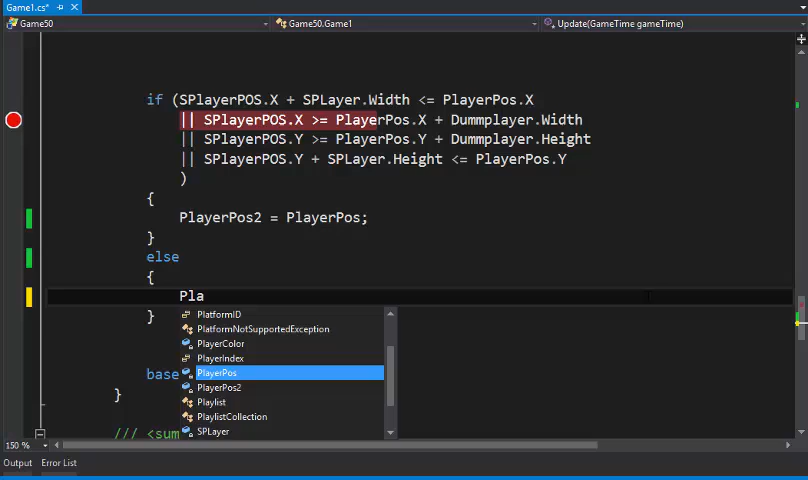 Game1.cs*
Game50
Game50.Game1
Update(GameTime gameTime)
if (SPlayerPOS.X + SPLayer.Width <= PlayerPos.X
|| SPlayerPOS.X >= PlayerPos.X + Dummplayer.Width
|| SPlayerPOS.Y >= PlayerPos.Y + Dummplayer.Height
|| SPlayerPOS.Y + SPLayer.Height <= PlayerPos.Y
)
{
PlayerPos2 = PlayerPos;
}
else
{
Pla
}
PlatformID
PlatformNotSupportedException
PlayerColor
PlayerIndex
PlayerPos
PlayerPos2
Playlist
PlaylistCollection
SPLayer
base
}
/// <sum
150 %
Output
Error List